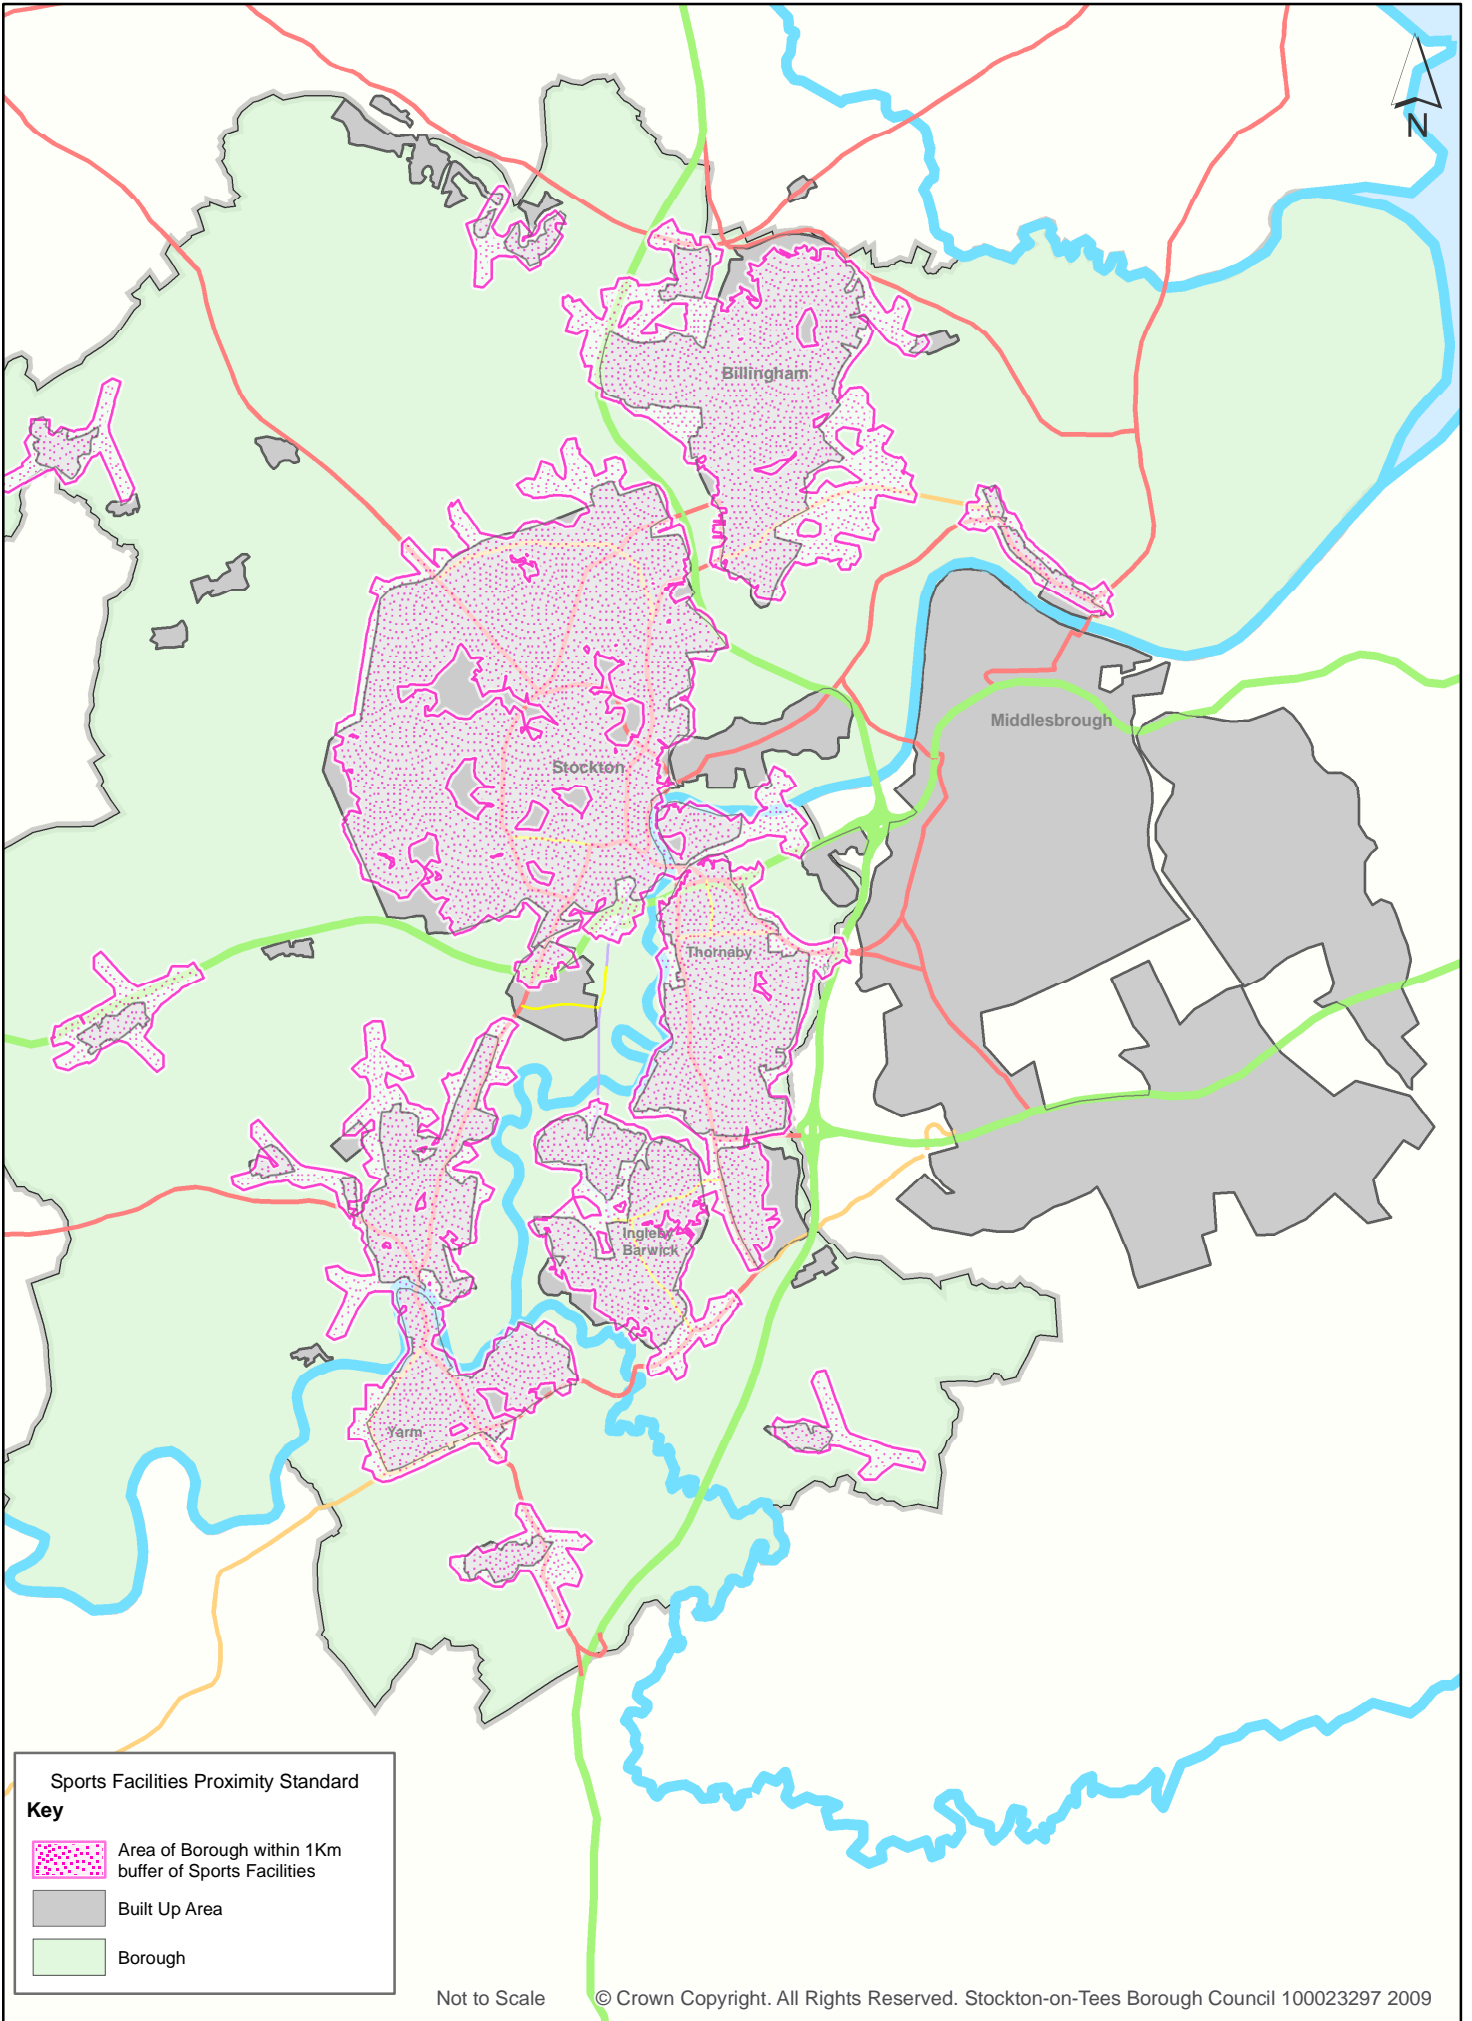 N
Billingham
Middlesbrough
Stockton
Thornaby
Ingleby
Barwick
Yarm
Sports Facilities Proximity Standard
Key
Area of Borough within 1Km
buffer of Sports Facilities
Built Up Area
Borough
Not to Scale
© Crown Copyright. All Rights Reserved. Stockton-on-Tees Borough Council 100023297 2009